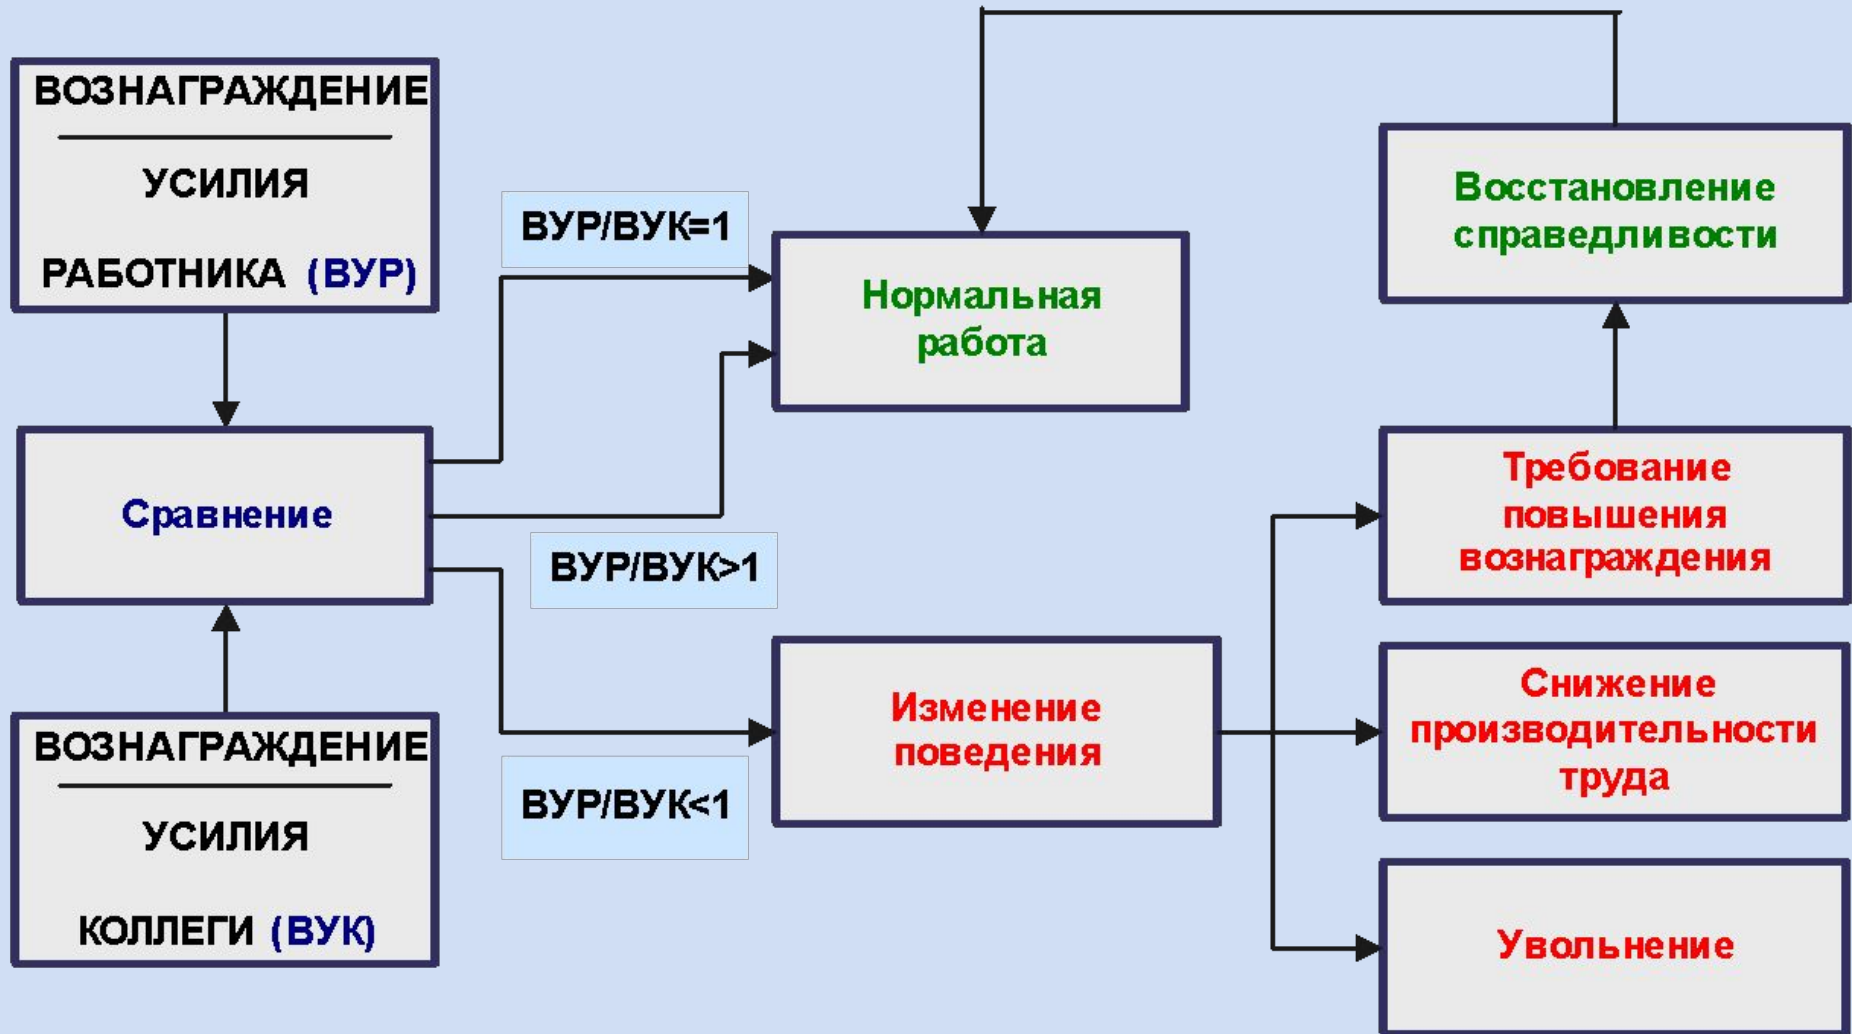 ВОЗНАГРАЖДЕНИЕ
УСИЛИЯ
РАБОТНИКА (ВУР)
Сравнение
ВОЗНАГРАЖДЕНИЕ
УСИЛИЯ
КОЛЛЕГИ (ВУК)
ВУР/ВУК=1
ВУР/ВУК>1
ВУР/ВУК<1
Нормальная
работа
Изменение
поведения
Восстановление
справедливости
Требование
повышения
вознаграждения
Снижение
производительности
труда
Увольнение